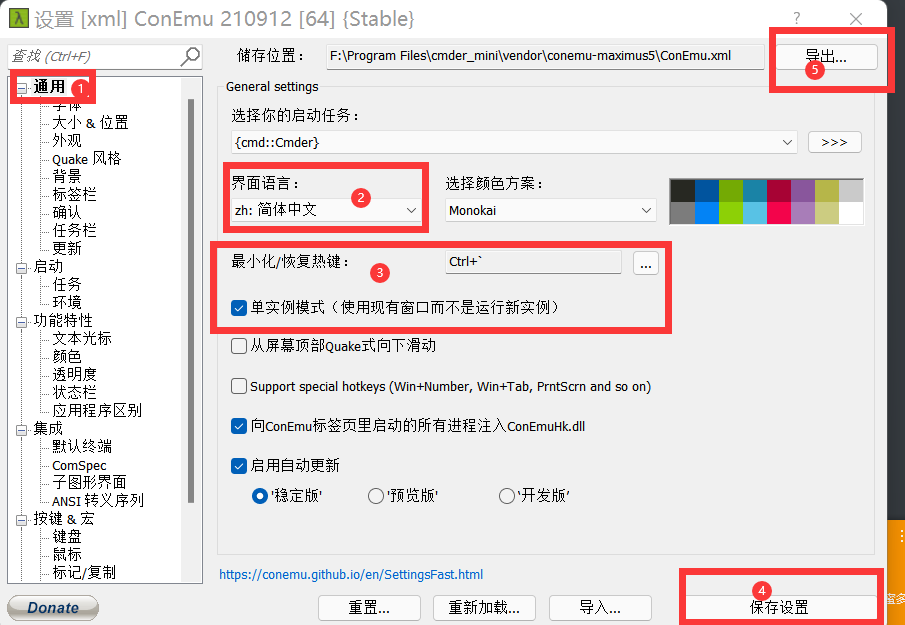 设置 [xml] ConEmu 210912 [64] {Stable}
?
查找 (Ctrl+F)
储存位置：
F:\Program Files\cmder_mini\vendor\conemu-maximus5\ConEmu.xml
导出...
5
通用
1
字体
大小 & 位置
外观
Quake 风格
背景
标签栏
确认
任务栏
更新
启动
任务
环境
功能特性
文本光标
颜色
透明度
状态栏
应用程序区别
集成
默认终端
ComSpec
子图形界面
ANSI 转义序列
按键 & 宏
键盘
鼠标
标记/复制
General settings
选择你的启动任务：
{cmd::Cmder}
>>>
界面语言：
2
zh: 简体中文
选择颜色方案：
Monokai
最小化/恢复热键：
3
Ctrl+`
...
单实例模式（使用现有窗口而不是运行新实例）
从屏幕顶部Quake式向下滑动
Support special hotkeys (Win+Number, Win+Tab, PrntScrn and so on)
向ConEmu标签页里启动的所有进程注入ConEmuHk.dll
启用自动更新
'稳定版'
'预览版'
'开发版'
https://conemu.github.io/en/SettingsFast.html
Donate
重置...
重新加载...
导入...
4
保存设置